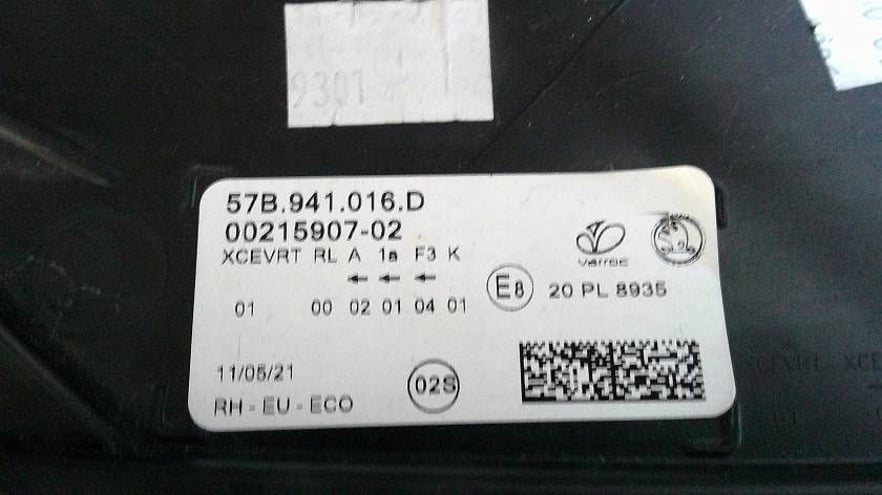 9301
57B.941.016.D
00215907-02
XCEVRT RL A 1a F3 K
← ← ←
01 00 02 01 04 01
E8 20 PL 8935
varroc
11/05/21
02S
RH - EU - ECO